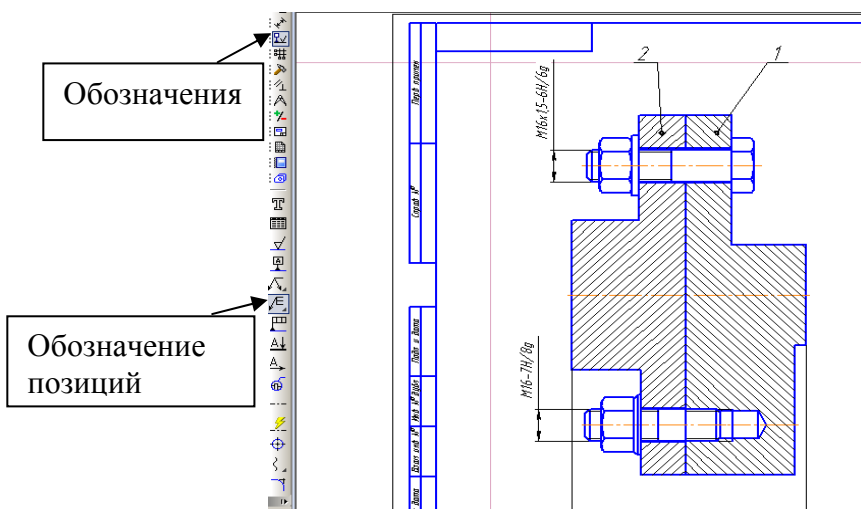 Обозначения
Обозначение
позиций
2
1
М16х1,5-6Н/6g
М16-7Н/8g
Перв. примен.
Справ. №
Подп. и дата
Инв. № дубл.
Взам. инв. №
дата